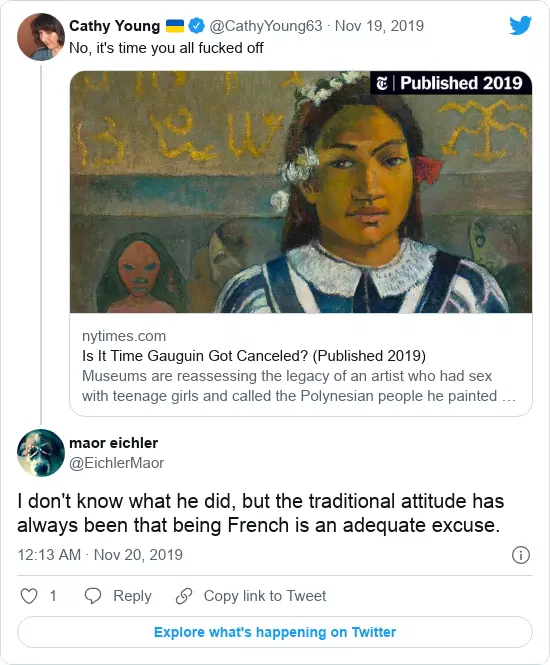 Cathy Young 🇺🇦 @CathyYoung63 · Nov 19, 2019
No, it's time you all fucked off
Published 2019
nytimes.com
Is It Time Gauguin Got Canceled? (Published 2019)
Museums are reassessing the legacy of an artist who had sex
with teenage girls and called the Polynesian people he painted …
maor eichler
@EichlerMaor
I don't know what he did, but the traditional attitude has
always been that being French is an adequate excuse.
12:13 AM · Nov 20, 2019
1 Reply Copy link to Tweet
Explore what's happening on Twitter